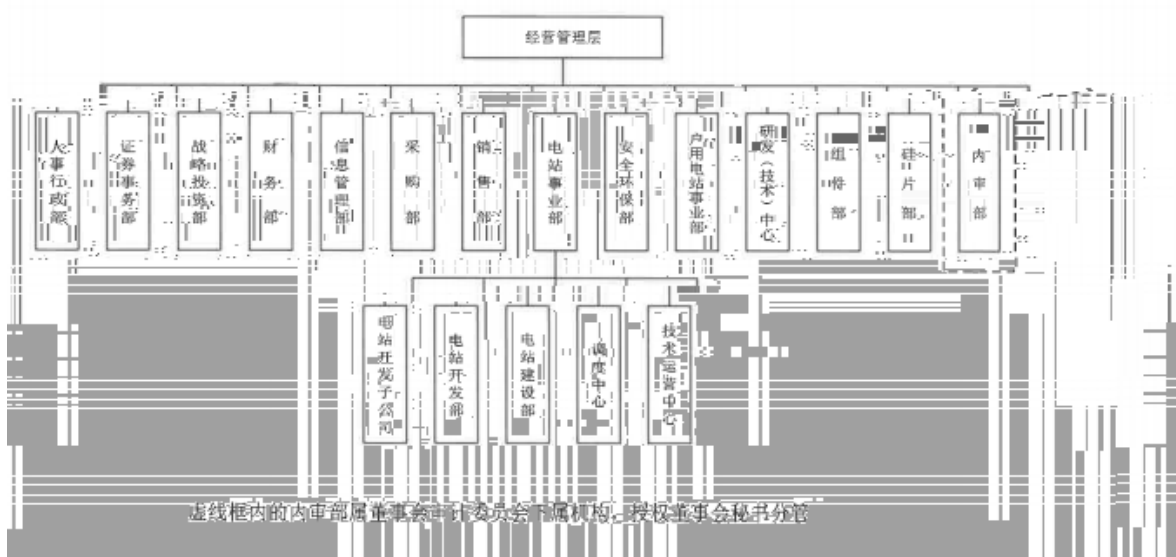 经营管理层
人事行政部
证券事务部
战略投资部
财务部
信息管理部
采购部
销售部
电站事业部
安全环保部
户用电站事业部
研发（技术）中心
组件部
硅片部
内审部
电站开发子公司
电站开发部
电站建设部
调度中心
技术运营中心
虚线框内的内审部属董事会审计委员会下属机构，授权董事会秘书分管